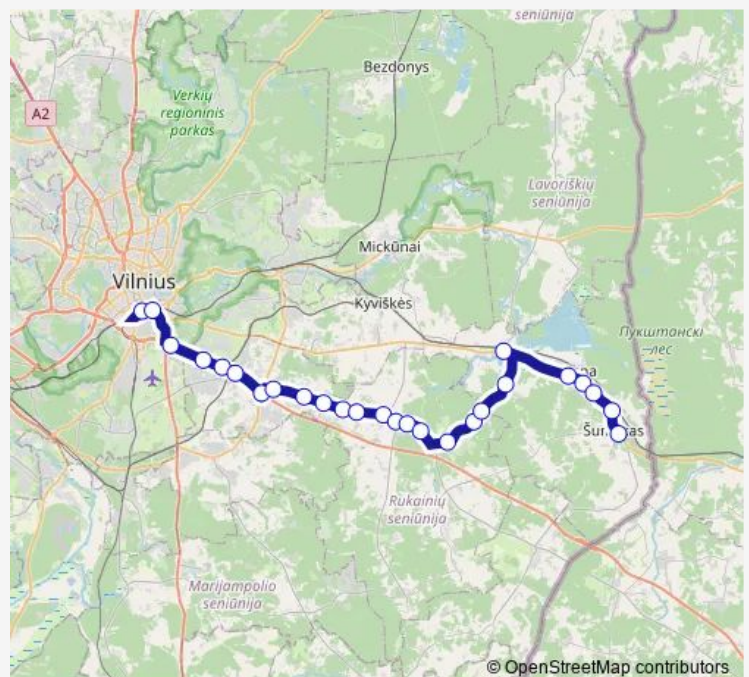 seniūnija
Bezdonys
Verkių
regioninis
parkas
A2
Lavoriškių
seniūnija
Mickūnai
Vilnius
Kyviškės
Пукштанскі
лес
Rukainių
seniūnija
Marijampolio
seniūnija
© OpenStreetMap contributors